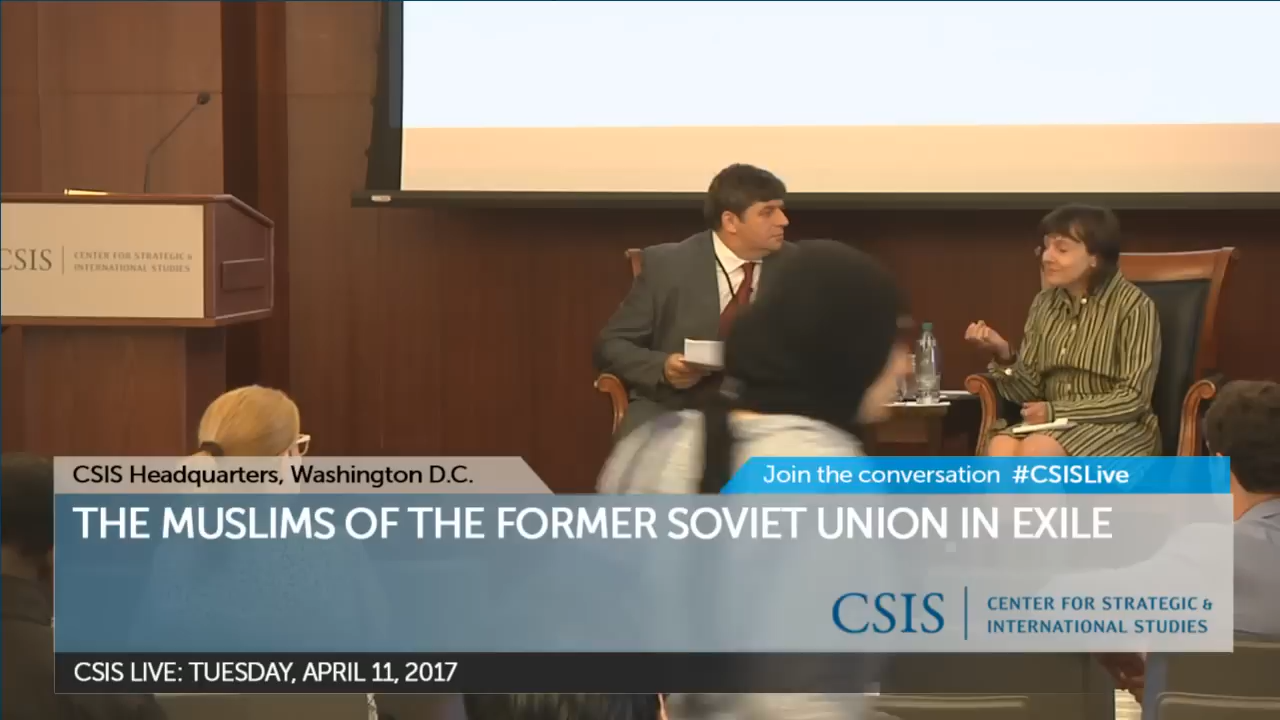 CSIS
CENTER FOR STRATEGIC &
INTERNATIONAL STUDIES
CSIS Headquarters, Washington D.C.
Join the conversation #CSISLive
THE MUSLIMS OF THE FORMER SOVIET UNION IN EXILE
CSIS
CENTER FOR STRATEGIC &
INTERNATIONAL STUDIES
CSIS LIVE: TUESDAY, APRIL 11, 2017